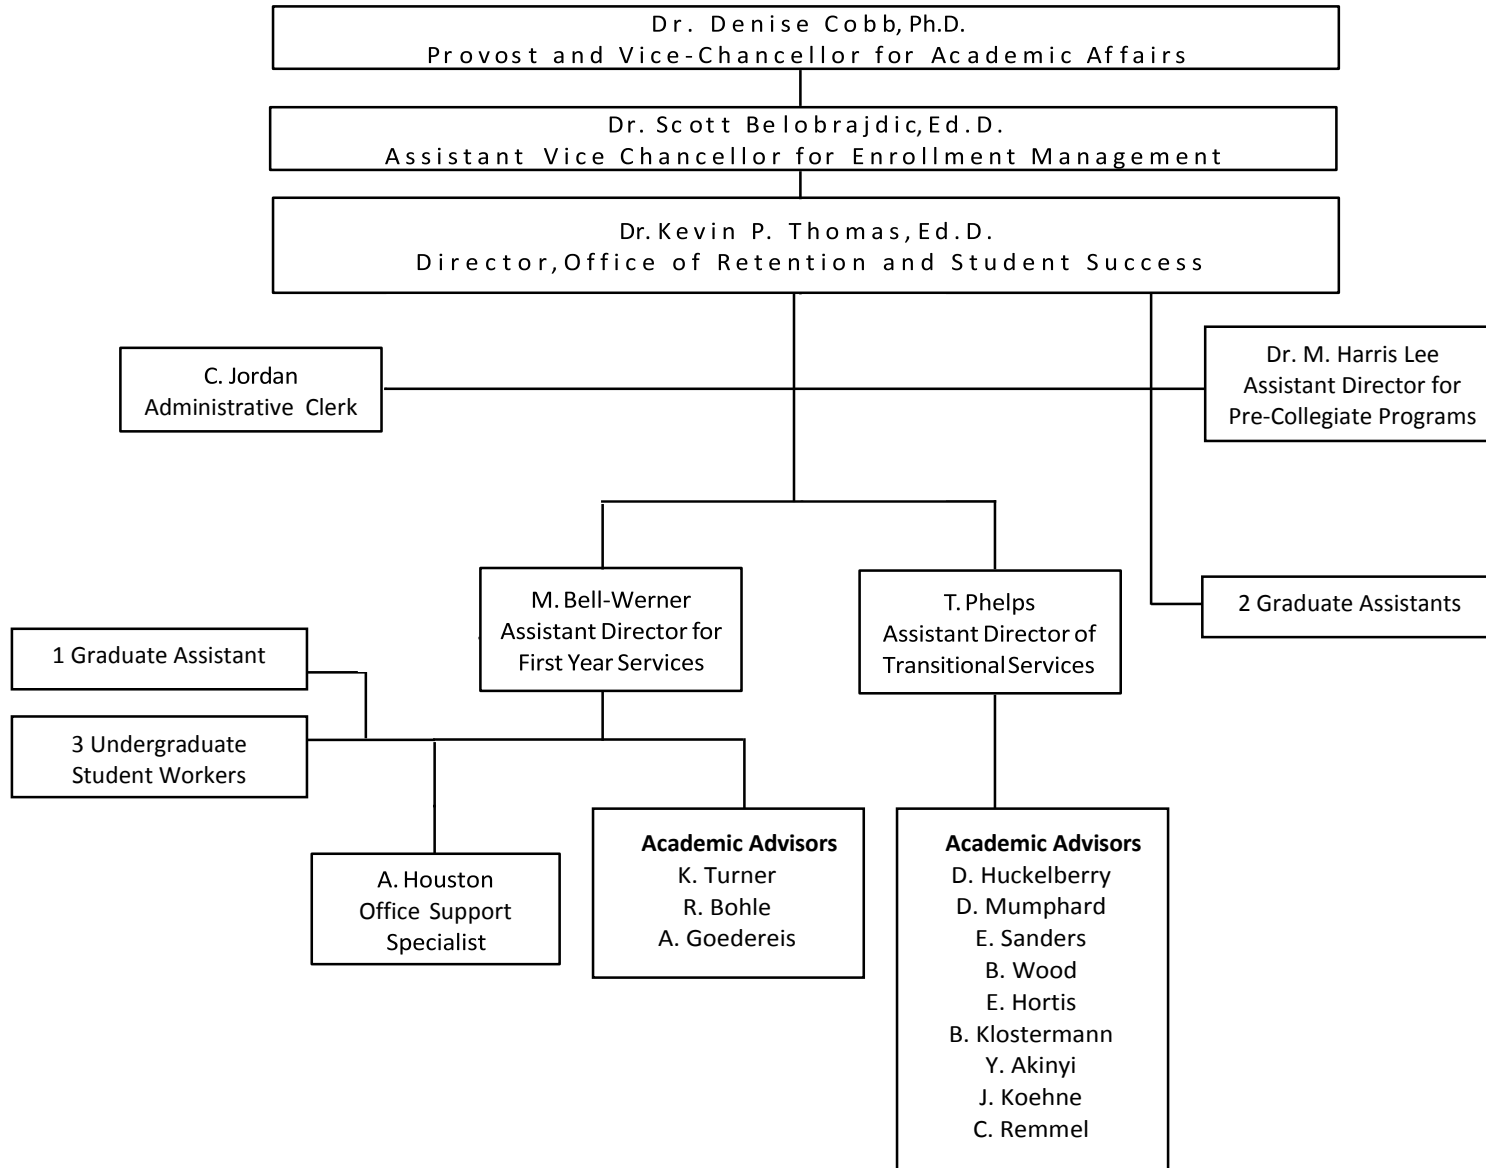 Dr. Denise Cobb, Ph.D.
Provost and Vice-Chancellor for Academic Affairs
Dr. Scott Belobrajdic, Ed.D.
Assistant Vice Chancellor for Enrollment Management
Dr. Kevin P. Thomas, Ed.D.
Director, Office of Retention and Student Success
C. Jordan
Administrative Clerk
Dr. M. Harris Lee
Assistant Director for
Pre-Collegiate Programs
M. Bell-Werner
Assistant Director for
First Year Services
T. Phelps
Assistant Director of
Transitional Services
2 Graduate Assistants
1 Graduate Assistant
3 Undergraduate
Student Workers
A. Houston
Office Support
Specialist
Academic Advisors
K. Turner
R. Bohle
A. Goedereis
Academic Advisors
D. Huckelberry
D. Mumphard
E. Sanders
B. Wood
E. Hortis
B. Klostermann
Y. Akinyi
J. Koehne
C. Remmel